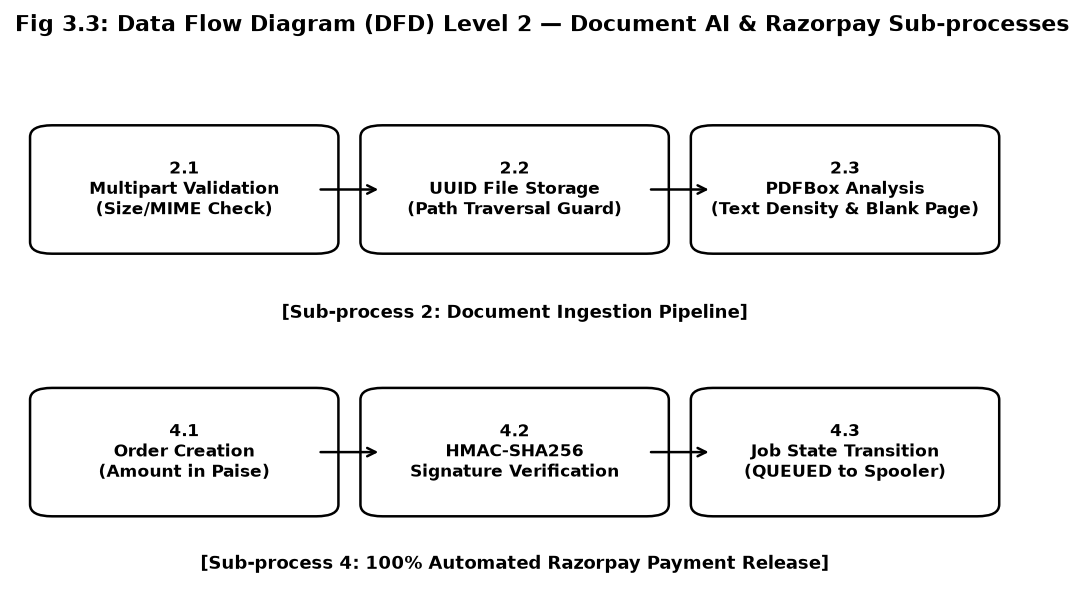 Fig 3.3: Data Flow Diagram (DFD) Level 2 — Document AI & Razorpay Sub-processes
2.1
Multipart Validation
(Size/MIME Check)
2.2
UUID File Storage
(Path Traversal Guard)
2.3
PDFBox Analysis
(Text Density & Blank Page)
[Sub-process 2: Document Ingestion Pipeline]
4.1
Order Creation
(Amount in Paise)
4.2
HMAC-SHA256
Signature Verification
4.3
Job State Transition
(QUEUED to Spooler)
[Sub-process 4: 100% Automated Razorpay Payment Release]